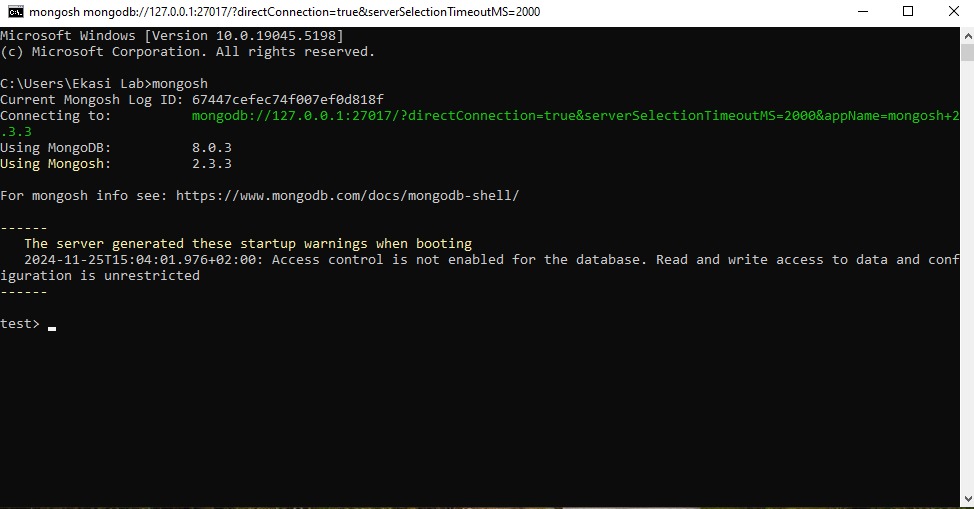 mongosh mongodb://127.0.0.1:27017/?directConnection=true&serverSelectionTimeoutMS=2000
Microsoft Windows [Version 10.0.19045.5198]
(c) Microsoft Corporation. All rights reserved.
C:\Users\Ekasi Lab>mongosh
Current Mongosh Log ID: 67447cefec74f007ef0d818f
Connecting to: mongodb://127.0.0.1:27017/?directConnection=true&serverSelectionTimeoutMS=2000&appName=mongosh+2
.3.3
Using MongoDB: 8.0.3
Using Mongosh: 2.3.3
For mongosh info see: https://www.mongodb.com/docs/mongodb-shell/
------
The server generated these startup warnings when booting
2024-11-25T15:04:01.976+02:00: Access control is not enabled for the database. Read and write access to data and conf
iguration is unrestricted
------
test>